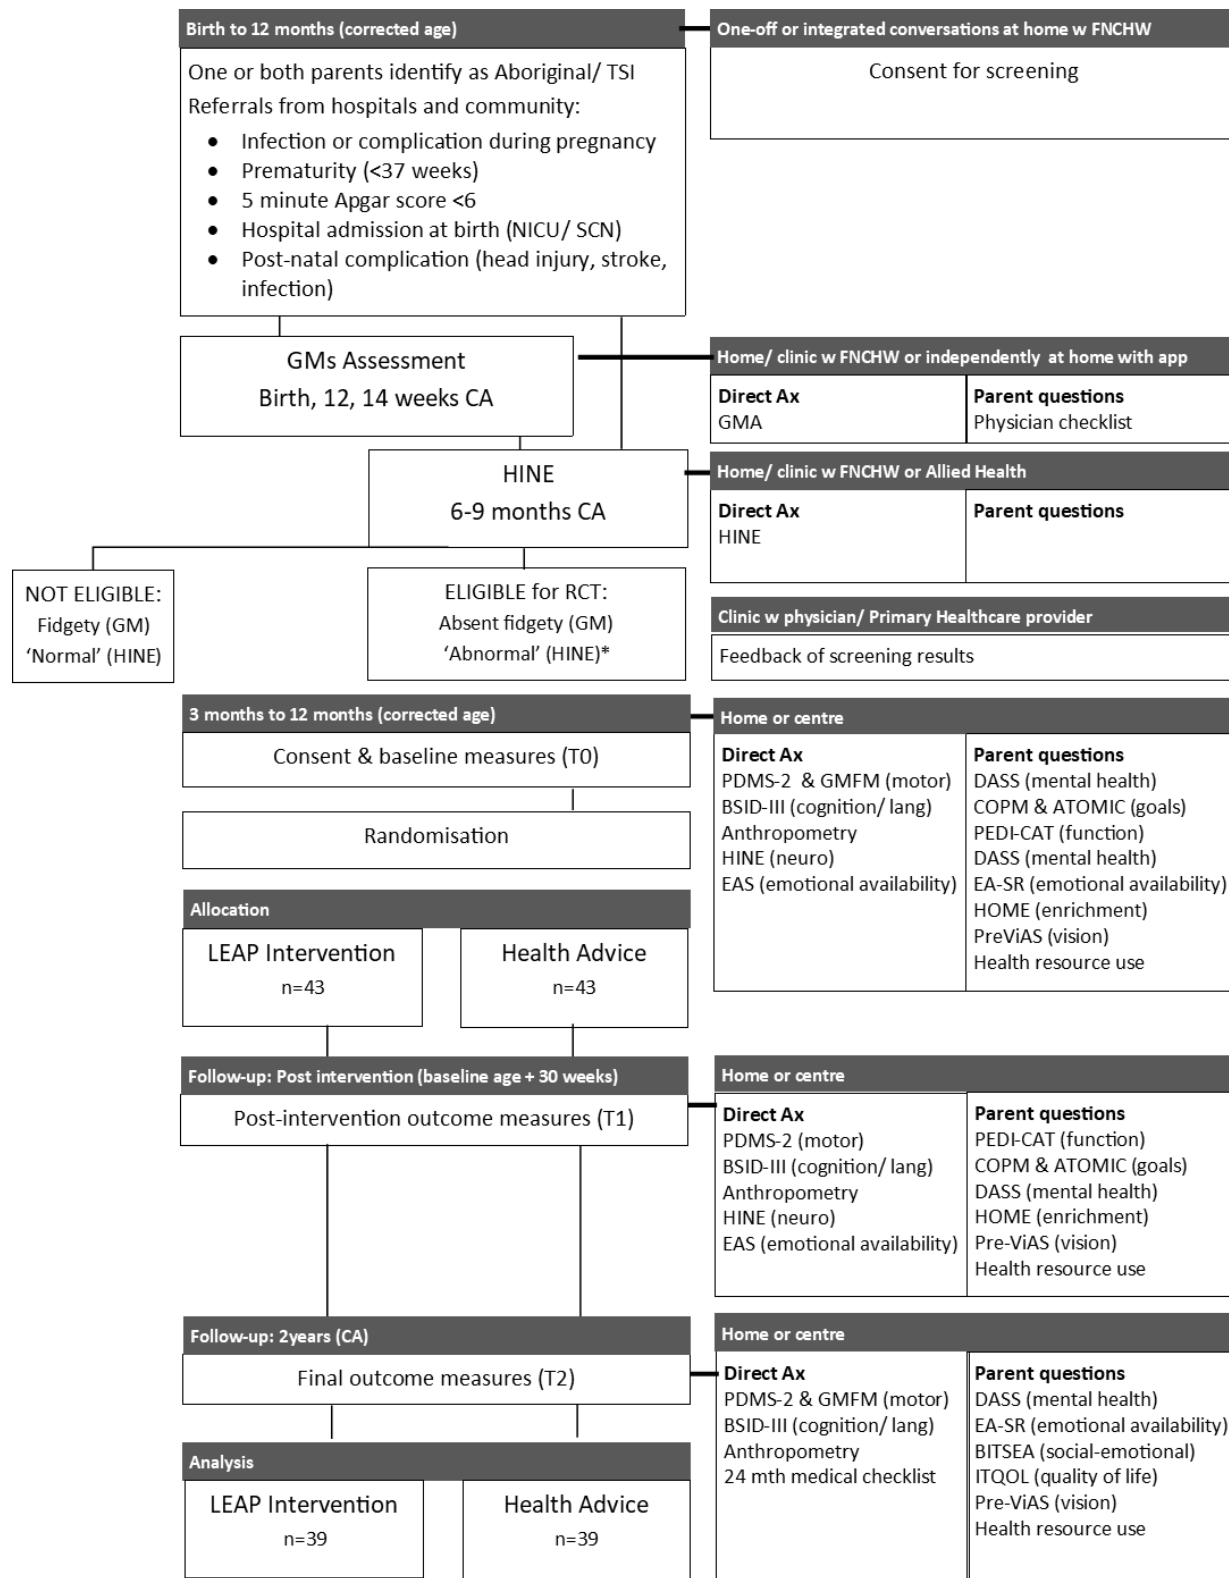 Birth to 12 months (corrected age)
One or both parents identify as Aboriginal/ TSI
Referrals from hospitals and community:
• Infection or complication during pregnancy
• Prematurity (<37 weeks)
• 5 minute Apgar score <6
• Hospital admission at birth (NICU/ SCN)
• Post-natal complication (head injury, stroke,
infection)
One-off or integrated conversations at home w FNCHW
Consent for screening
GMs Assessment
Birth, 12, 14 weeks CA
Home/ clinic w FNCHW or independently at home with app
Direct Ax
GMA
Parent questions
Physician checklist
HINE
6-9 months CA
Home/ clinic w FNCHW or Allied Health
Direct Ax
HINE
Parent questions
NOT ELIGIBLE:
Fidgety (GM)
‘Normal’ (HINE)
ELIGIBLE for RCT:
Absent fidgety (GM)
‘Abnormal’ (HINE)*
Clinic w physician/ Primary Healthcare provider
Feedback of screening results
3 months to 12 months (corrected age)
Consent & baseline measures (T0)
Randomisation
Home or centre
Direct Ax
PDMS-2 & GMFM (motor)
BSID-III (cognition/ lang)
Anthropometry
HINE (neuro)
EAS (emotional availability)
Parent questions
DASS (mental health)
COPM & ATOMIC (goals)
PEDI-CAT (function)
DASS (mental health)
EA-SR (emotional availability)
HOME (enrichment)
PreViAS (vision)
Health resource use
Allocation
LEAP Intervention
n=43
Health Advice
n=43
Follow-up: Post intervention (baseline age + 30 weeks)
Post-intervention outcome measures (T1)
Home or centre
Direct Ax
PDMS-2 (motor)
BSID-III (cognition/ lang)
Anthropometry
HINE (neuro)
EAS (emotional availability)
Parent questions
PEDI-CAT (function)
COPM & ATOMIC (goals)
DASS (mental health)
HOME (enrichment)
Pre-ViAS (vision)
Health resource use
Follow-up: 2years (CA)
Final outcome measures (T2)
Home or centre
Direct Ax
PDMS-2 & GMFM (motor)
BSID-III (cognition/ lang)
Anthropometry
24 mth medical checklist
Parent questions
DASS (mental health)
EA-SR (emotional availability)
BITSEA (social-emotional)
ITQOL (quality of life)
Pre-ViAS (vision)
Health resource use
Analysis
LEAP Intervention
n=39
Health Advice
n=39